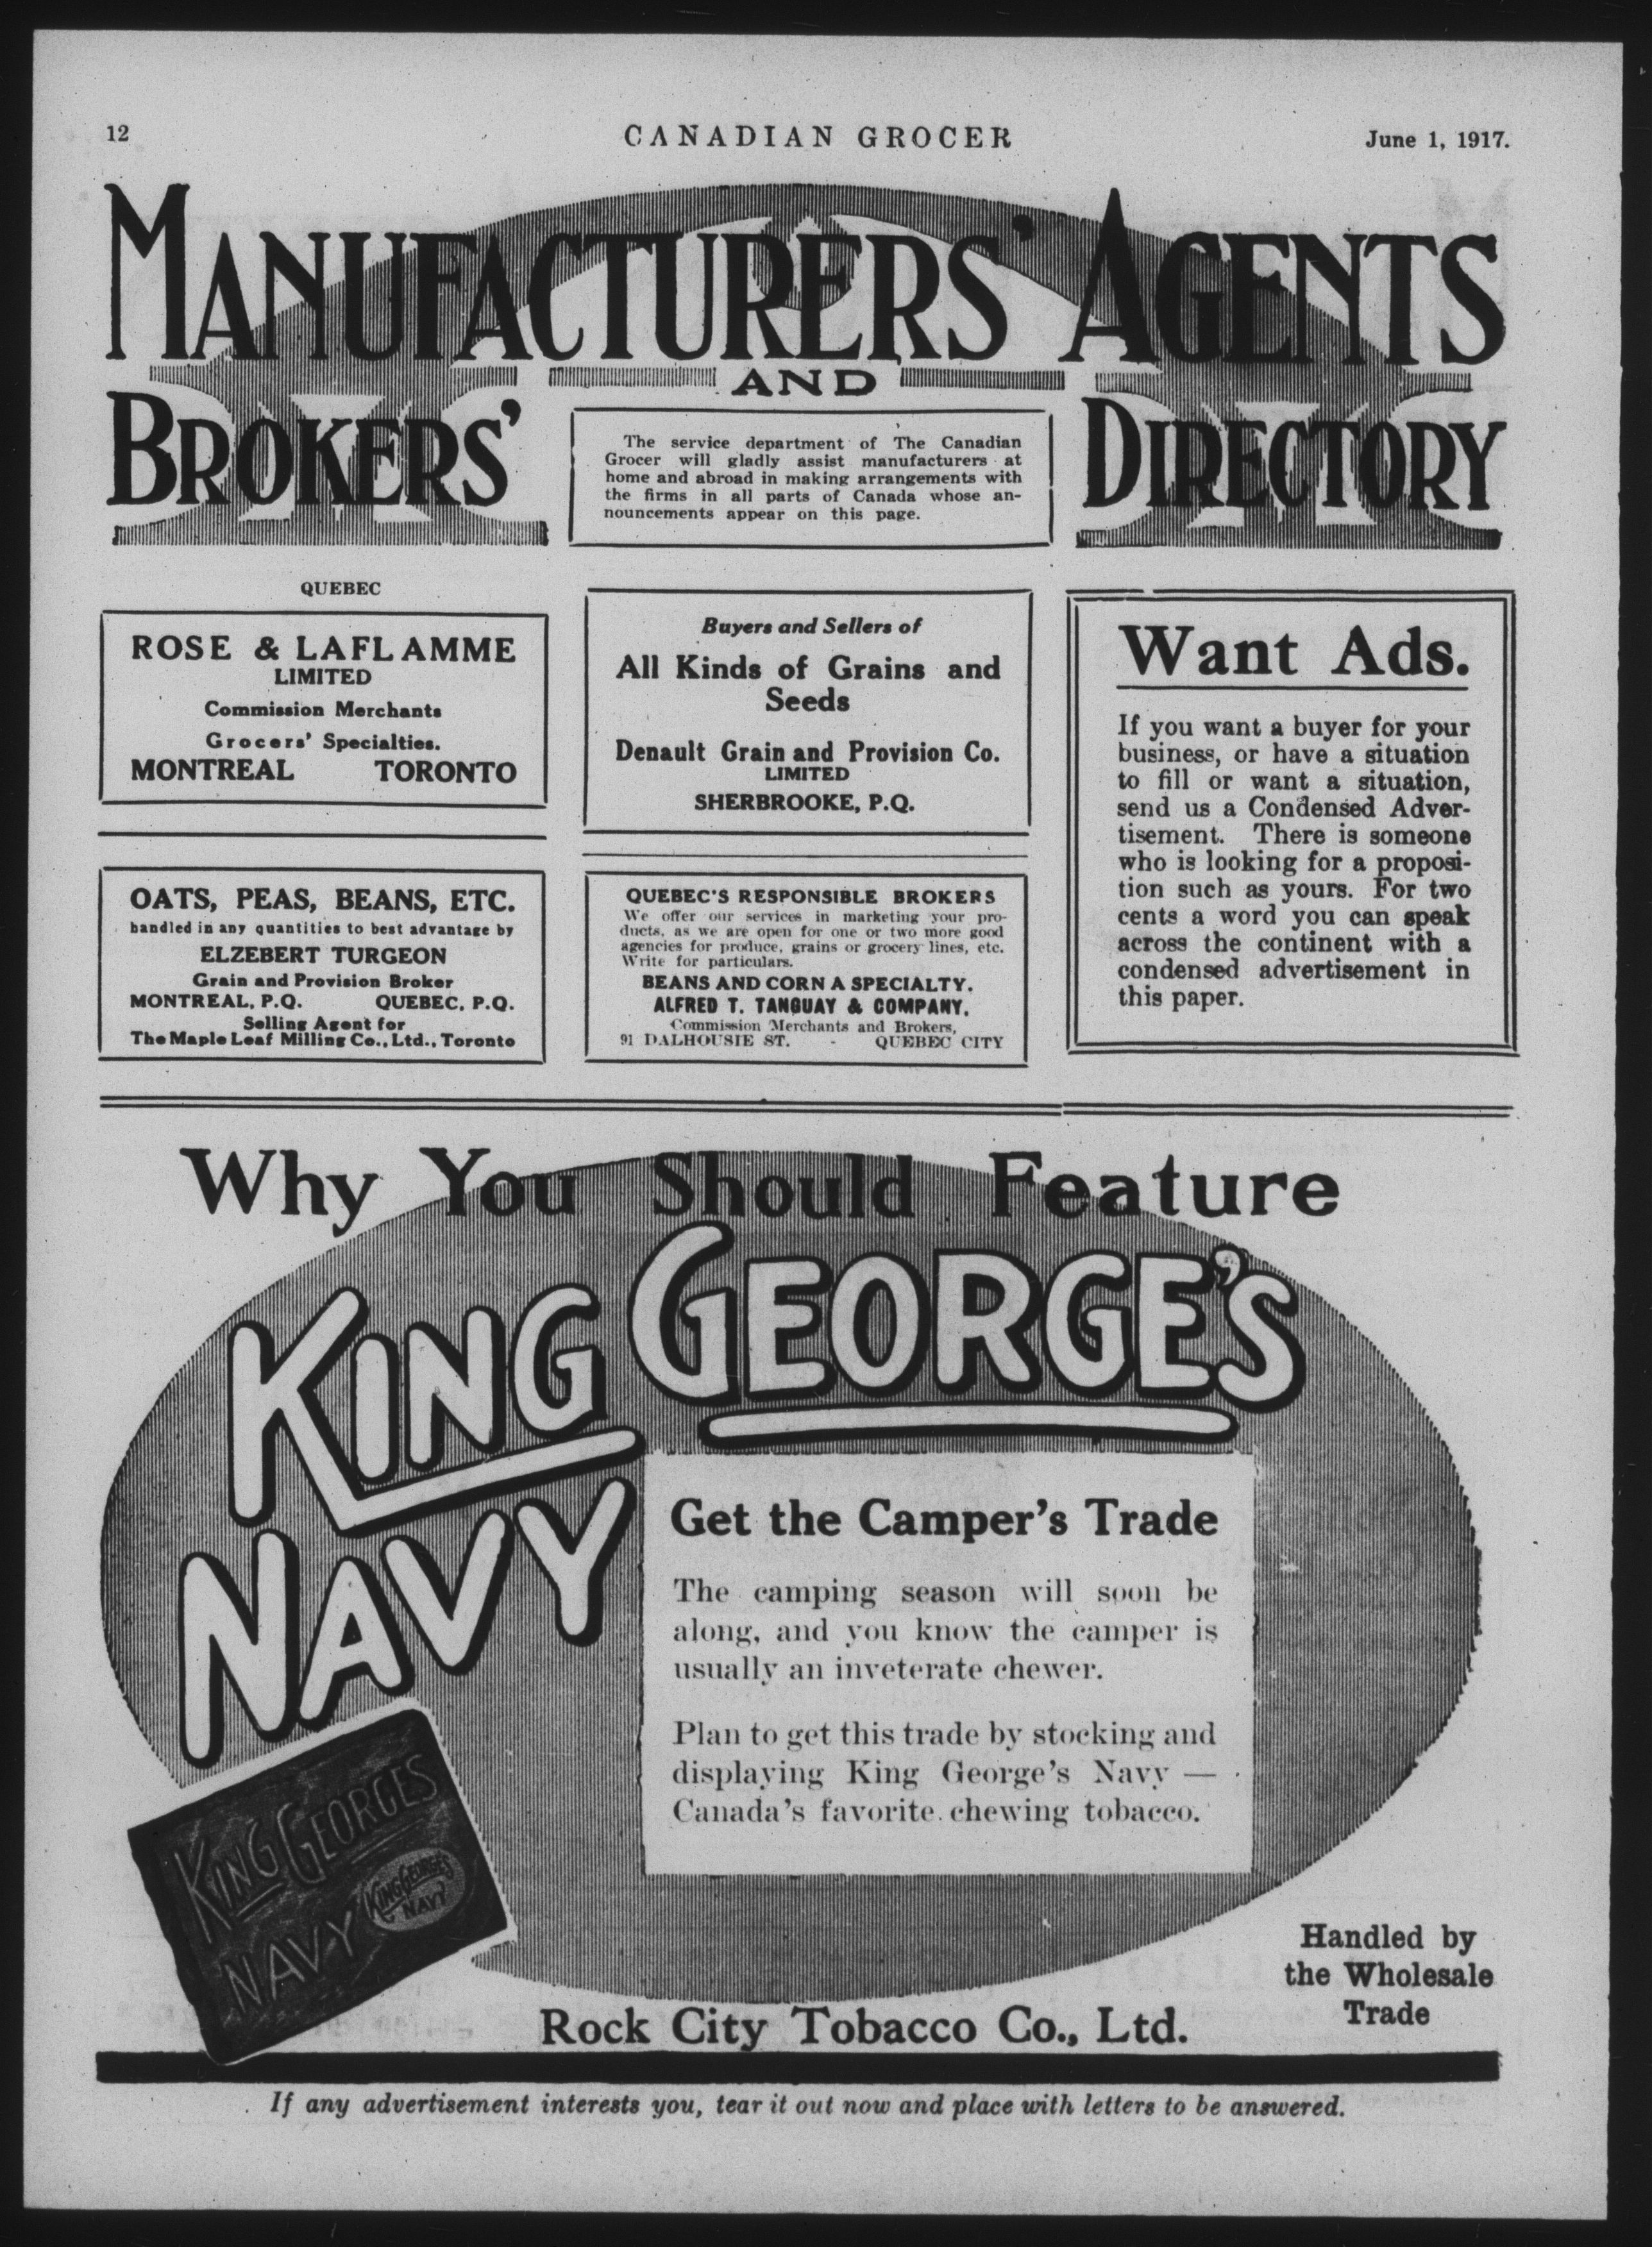 12
CANADIAN GROCER
June 1, 1917.
MANUFACTURERS' AGENTS
AND
BROKERS'
DIRECTORY
The service department of The Canadian
Grocer will gladly assist manufacturers at
home and abroad in making arrangements with
the firms in all parts of Canada whose an-
nouncements appear on this page.
QUEBEC
ROSE & LAFLAMME
LIMITED
Commission Merchants
Grocers' Specialties.
MONTREAL TORONTO
OATS, PEAS, BEANS, ETC.
handled in any quantities to best advantage by
ELZEBERT TURGEON
Grain and Provision Broker
MONTREAL, P.Q. QUEBEC, P.Q.
Selling Agent for
The Maple Leaf Milling Co., Ltd., Toronto
Buyers and Sellers of
All Kinds of Grains and
Seeds
Denault Grain and Provision Co.
LIMITED
SHERBROOKE, P.Q.
QUEBEC'S RESPONSIBLE BROKERS
We offer our services in marketing your pro-
ducts, as we are open for one or two more good
agencies for produce, grains or grocery lines, etc.
Write for particulars.
BEANS AND CORN A SPECIALTY.
ALFRED T. TANGUAY & COMPANY,
Commission Merchants and Brokers,
91 DALHOUSIE ST. - QUEBEC CITY
Want Ads.
If you want a buyer for your
business, or have a situation
to fill or want a situation,
send us a Condensed Adver-
tisement. There is someone
who is looking for a proposi-
tion such as yours. For two
cents a word you can speak
across the continent with a
condensed advertisement in
this paper.
Why You Should Feature
KING GEORGE'S
NAVY
Get the Camper's Trade
The camping season will soon be
along, and you know the camper is
usually an inveterate chewer.
Plan to get this trade by stocking and
displaying King George's Navy —
Canada's favorite chewing tobacco.
KING GEORGES
NAVY
KING GEORGES
NAVY
Handled by
the Wholesale
Trade
Rock City Tobacco Co., Ltd.
If any advertisement interests you, tear it out now and place with letters to be answered.